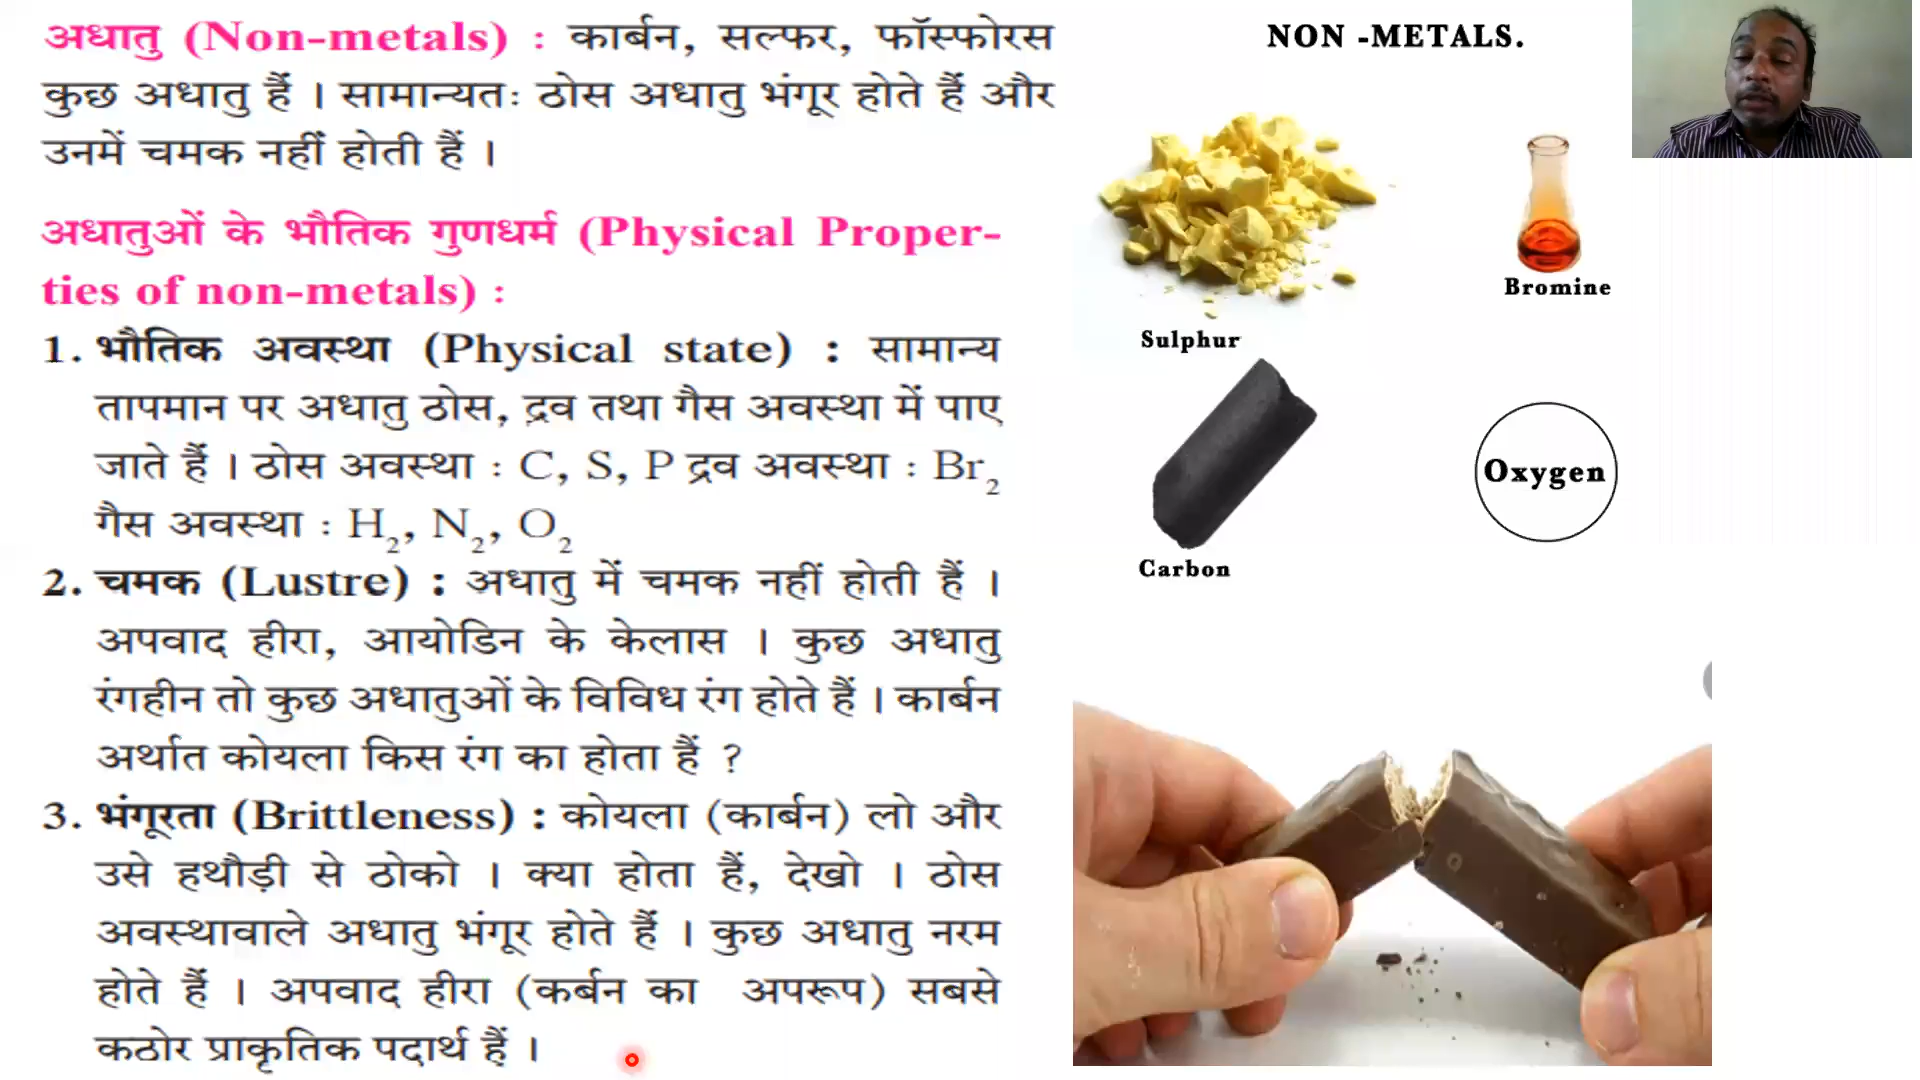 अधातु (Non-metals) : कार्बन, सल्फर, फॉस्फोरस
कुछ अधातु हैं । सामान्यतः ठोस अधातु भंगूर होते हैं और
उनमें चमक नहीं होती हैं ।
अधातुओं के भौतिक गुणधर्म (Physical Proper-
ties of non-metals) :
1. भौतिक अवस्था (Physical state) : सामान्य
तापमान पर अधातु ठोस, द्रव तथा गैस अवस्था में पाए
जाते हैं । ठोस अवस्था : C, S, P द्रव अवस्था : Br₂
गैस अवस्था : H₂, N₂, O₂
2. चमक (Lustre) : अधातु में चमक नहीं होती हैं ।
अपवाद हीरा, आयोडिन के केलास । कुछ अधातु
रंगहीन तो कुछ अधातुओं के विविध रंग होते हैं । कार्बन
अर्थात कोयला किस रंग का होता हैं ?
3. भंगूरता (Brittleness) : कोयला (कार्बन) लो और
उसे हथौड़ी से ठोको । क्या होता हैं, देखो । ठोस
अवस्थावाले अधातु भंगूर होते हैं । कुछ अधातु नरम
होते हैं । अपवाद हीरा (कर्बन का अपरूप) सबसे
कठोर प्राकृतिक पदार्थ हैं ।
NON -METALS.
Bromine
Sulphur
Oxygen
Carbon